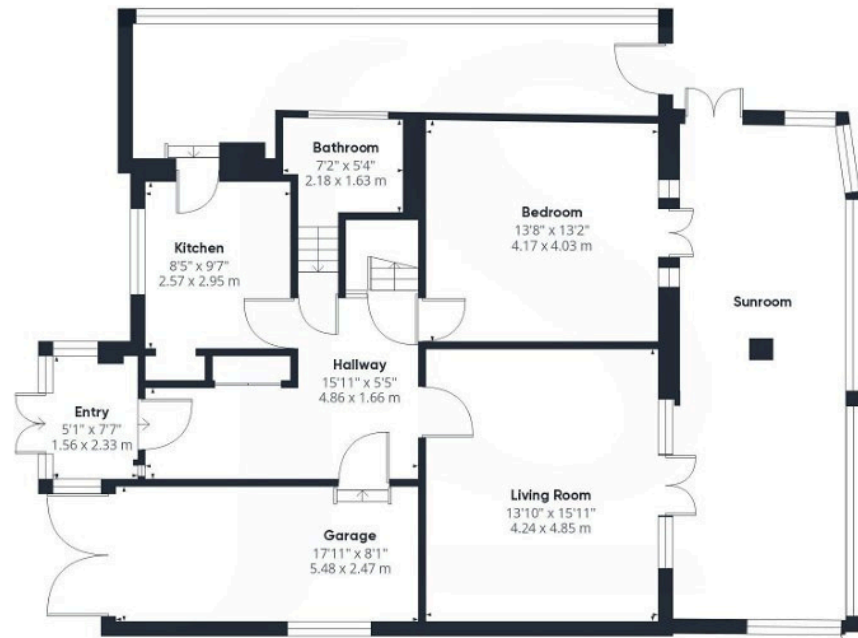 Bathroom
7'2" x 5'4"
2.18 x 1.63 m
Bedroom
13'8" x 13'2"
4.17 x 4.03 m
Kitchen
8'5" x 9'7"
2.57 x 2.95 m
Sunroom
Hallway
15'11" x 5'5"
4.86 x 1.66 m
Entry
5'1" x 7'7"
1.56 x 2.33 m
Living Room
13'10" x 15'11"
4.24 x 4.85 m
Garage
17'11" x 8'1"
5.48 x 2.47 m